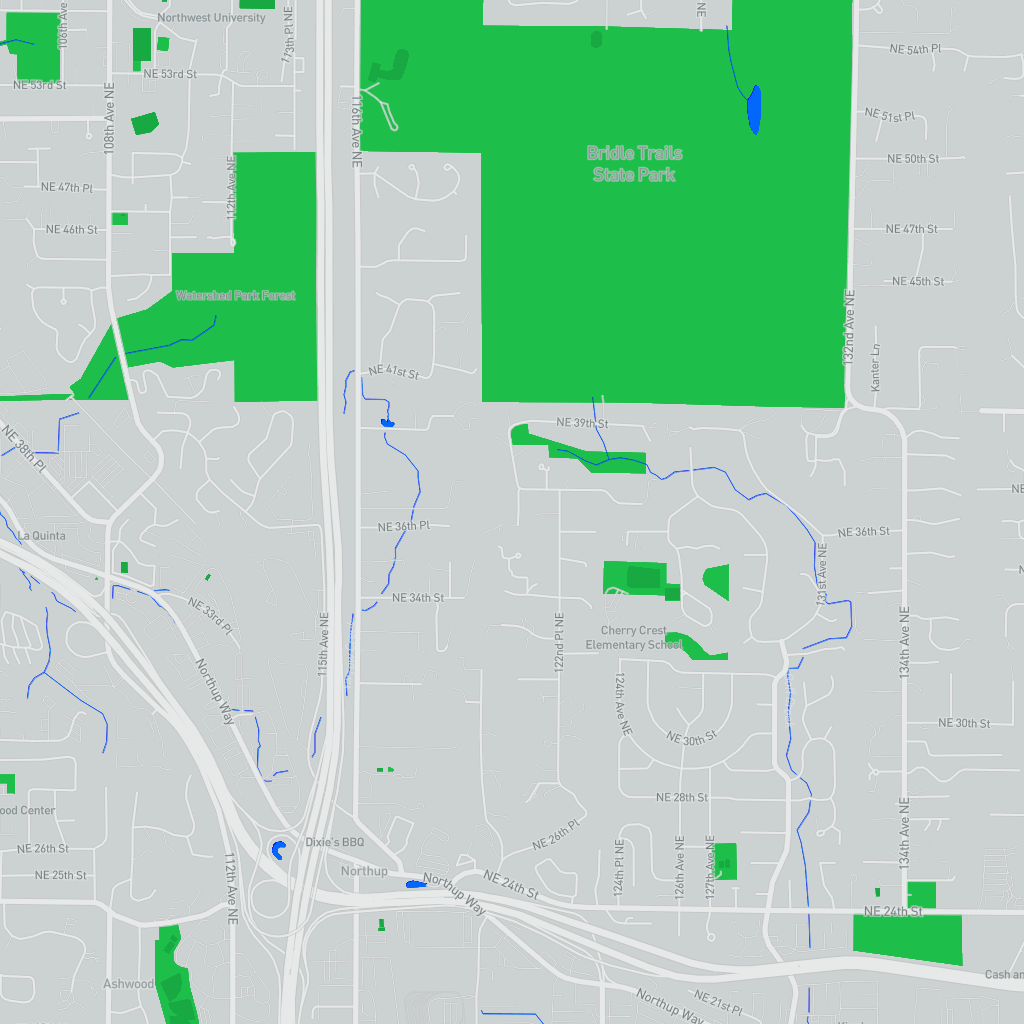 106th Ave
Northwest University
113th Pl NE
NE
NE 54th Pl
NE 53rd St
NE 53rd St
108th Ave NE
116th Ave NE
NE 51st Pl
Bridle Trails
State Park
NE 50th St
NE 47th Pl
112th Ave NE
NE 46th St
NE 47th St
NE 45th St
Watershed Park Forest
132nd Ave NE
Kanter Ln
NE 41st St
NE 39th St
NE 38th Pl
NE
NE 36th Pl
NE 36th St
La Quinta
131st Ave NE
NE 34th St
NE 33rd Pl
115th Ave NE
122nd Pl NE
Cherry Crest
Elementary School
134th Ave NE
Northup Way
124th Ave NE
NE 30th St
NE 30th St
NE 28th St
ood Center
NE 26th Pl
134th Ave NE
Dixie's BBQ
NE 26th St
NE 25th St
112th Ave NE
Northup
124th Pl NE
126th Ave NE
127th Ave NE
Northup Way
NE 24th St
NE 24th St
Ashwood
Cash an
Northup Way
NE 21st Pl